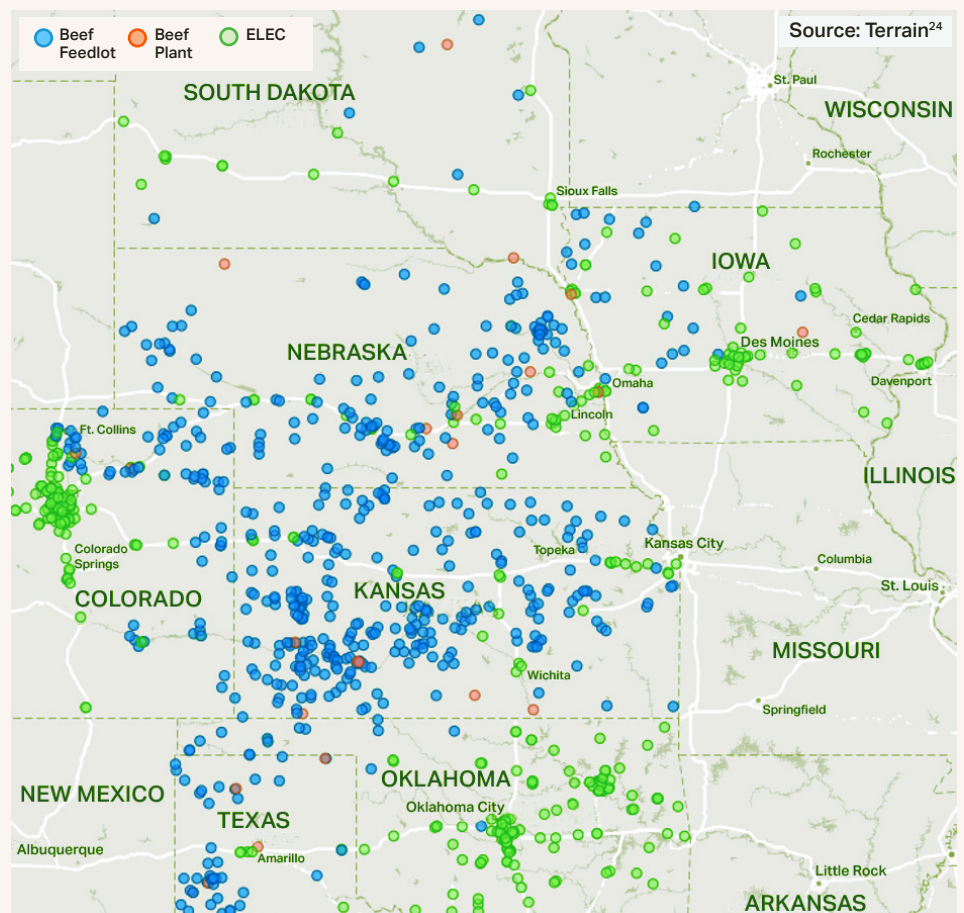 Beef
Feedlot
Beef
Plant
ELEC
Source: Terrain24
St. Paul
SOUTH DAKOTA
WISCONSIN
Rochester
Sioux Falls
IOWA
Cedar Rapids
NEBRASKA
Des Moines
Davenport
Omaha
Lincoln
Ft. Collins
ILLINOIS
Colorado
Springs
Topeka
Kansas City
Columbia
St. Louis
KANSAS
COLORADO
MISSOURI
Wichita
Springfield
NEW MEXICO
OKLAHOMA
Oklahoma City
TEXAS
Albuquerque
Amarillo
Little Rock
ARKANSAS